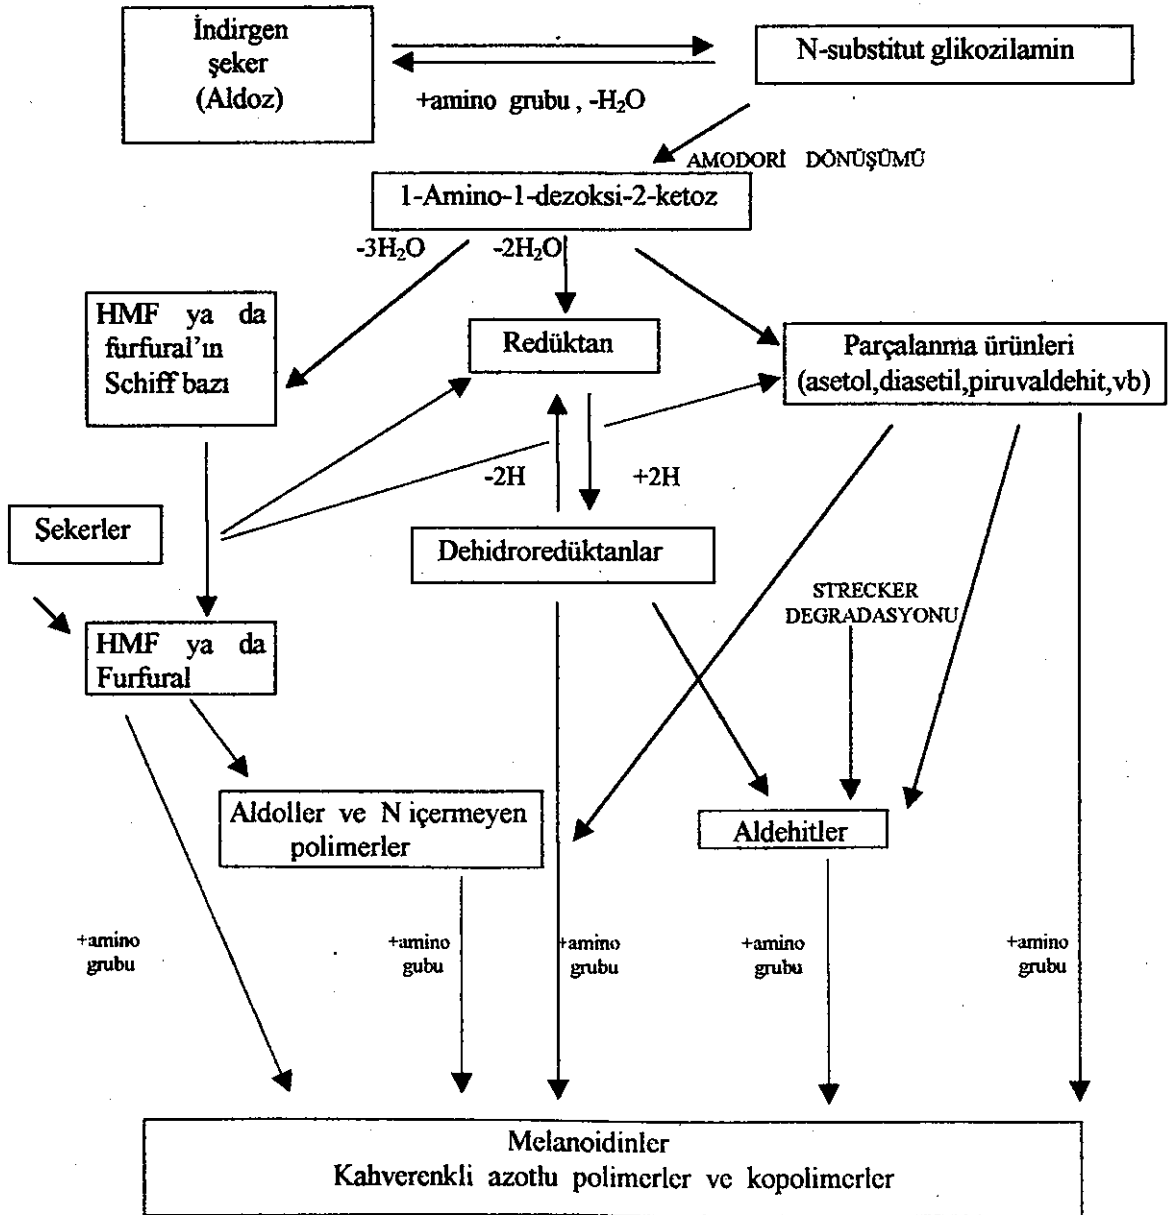 İndirgen
şeker
(Aldoz)
N-substitut glikozilamin
+amino grubu , -H₂O
AMODORİ DÖNÜŞÜMÜ
1-Amino-1-dezoksi-2-ketoz
-3H₂O
-2H₂O
HMF ya da
furfural'ın
Schiff bazı
Redüktan
Parçalanma ürünleri
(asetol,diasetil,piruvaldehit,vb)
-2H
+2H
Şekerler
Dehidroredüktanlar
STRECKER
DEGRADASYONU
HMF ya da
Furfural
Aldoller ve N içermeyen
polimerler
Aldehitler
+amino
grubu
+amino
gubu
+amino
grubu
+amino
grubu
+amino
grubu
Melanoidinler
Kahverenkli azotlu polimerler ve kopolimerler